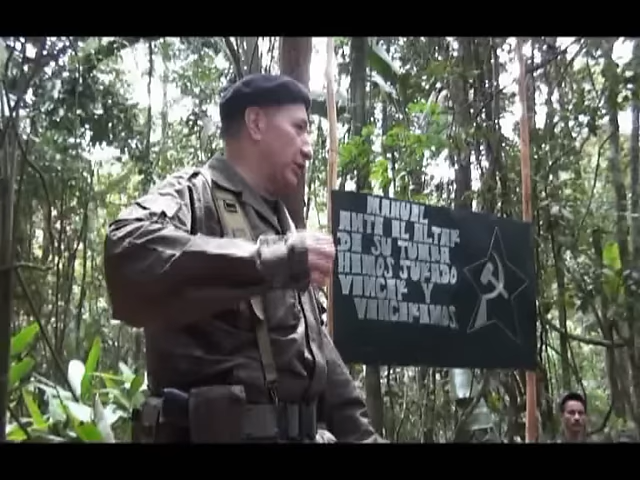 MANUEL
ANTE EL ALTAR
DE SU TUMBA
HEMOS JURADO
VENCER Y
VENCEREMOS